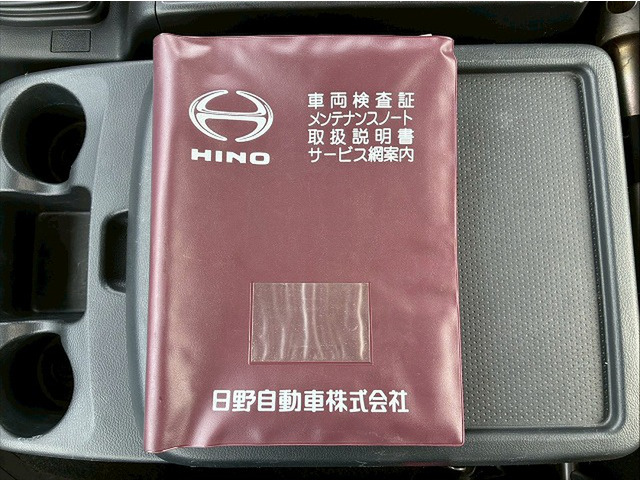 HINO
車両検査証
メンテナンスノート
取扱説明書
サービス網案内
日野自動車株式会社